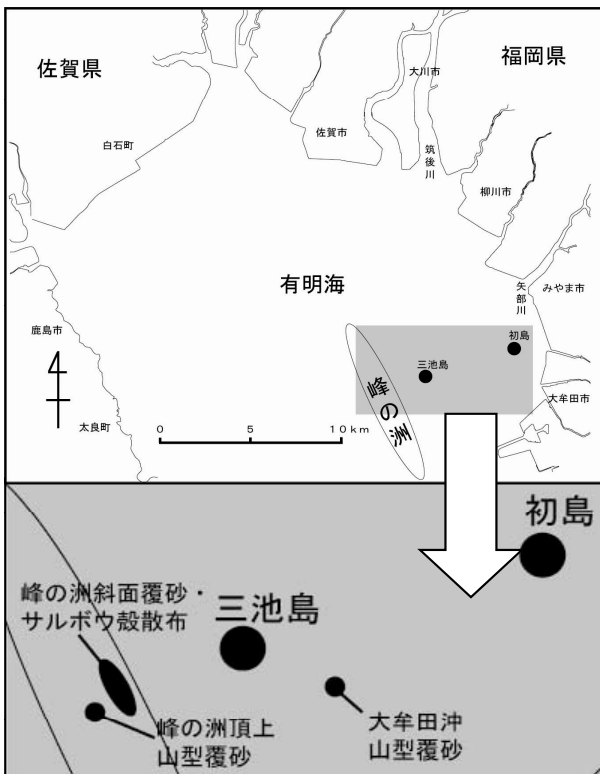 佐賀県
福岡県
大川市
佐賀市
白石町
筑後川
柳川市
有明海
矢部川
みやま市
初島
鹿島市
三池島
峰の洲
大牟田市
太良町
0 5 10 km
初島
峰の洲斜面覆砂・
サルボウ殻散布
三池島
峰の洲頂上
山型覆砂
大牟田沖
山型覆砂